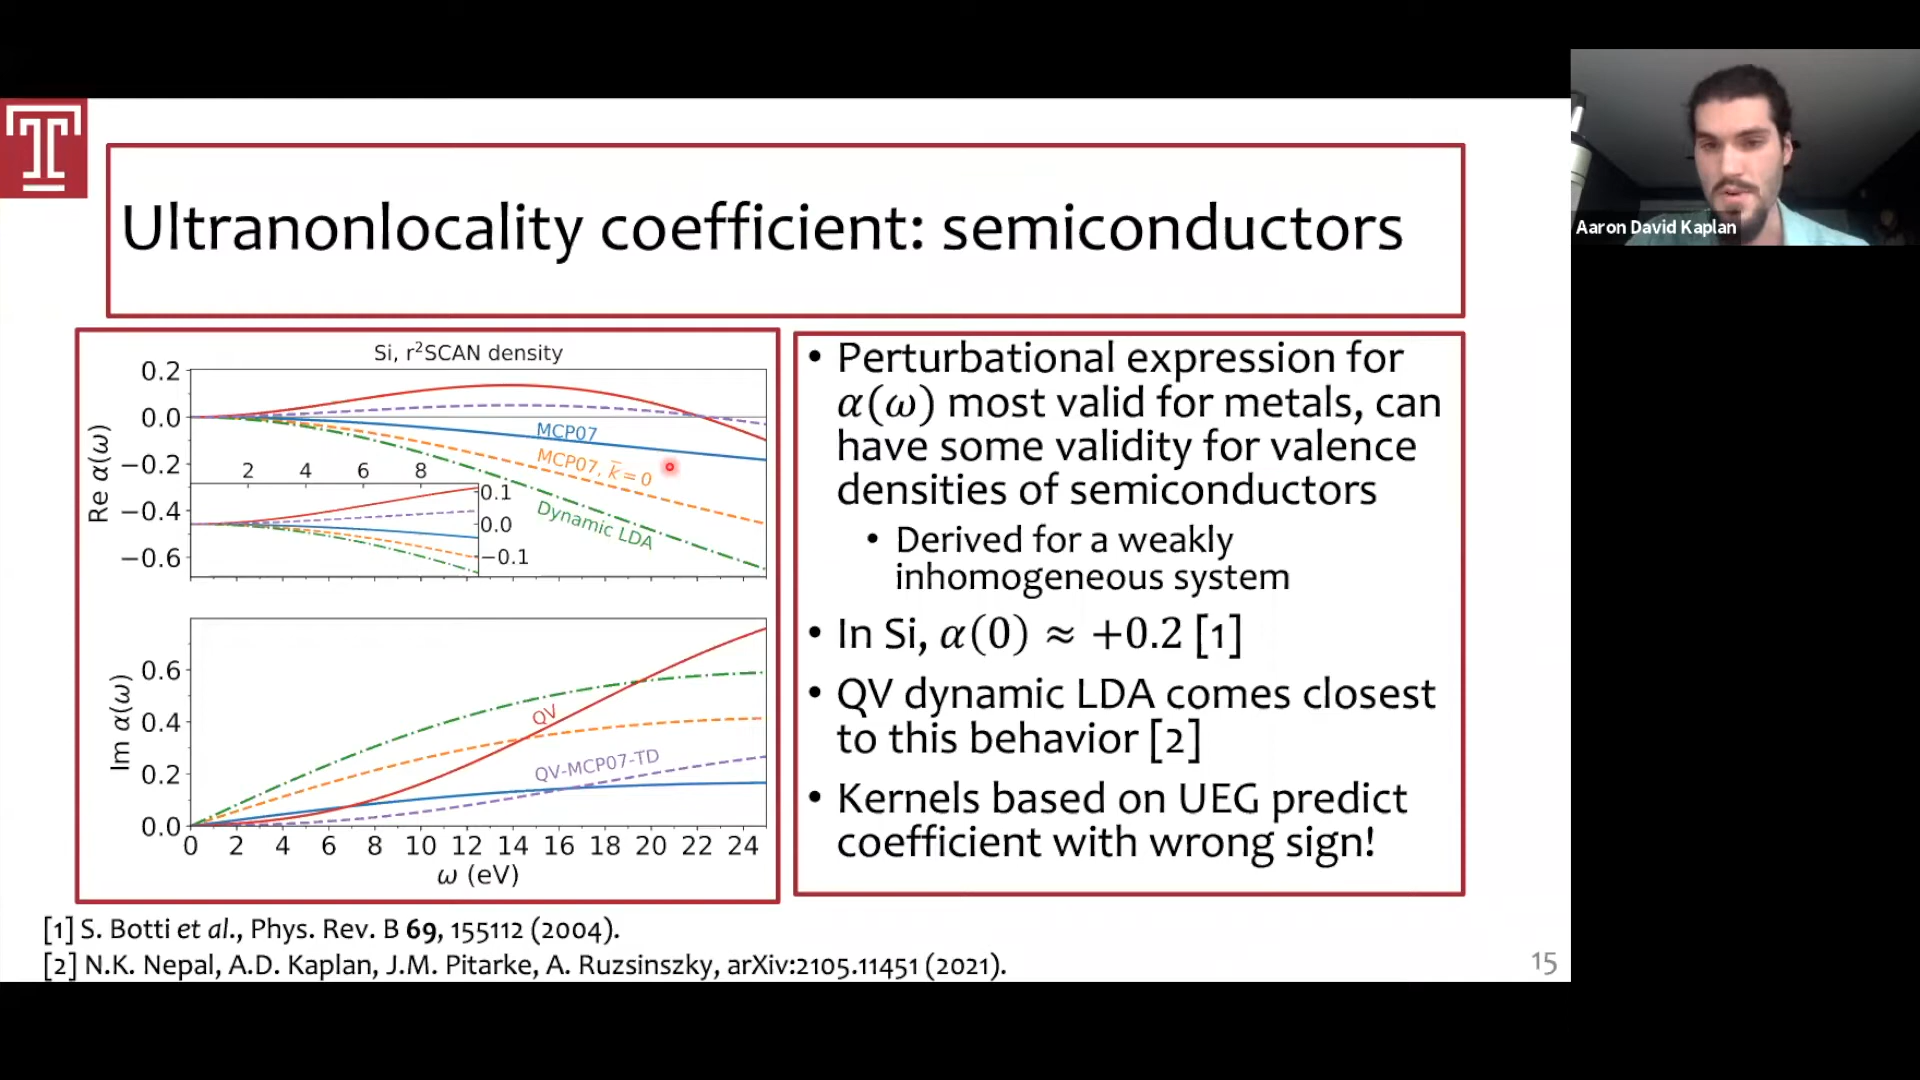 Aaron David Kaplan
Ultranonlocality coefficient: semiconductors
Si, r²SCAN density
0.2
0.0
−0.2
−0.4
−0.6
Re α(ω)
2 4 6 8
0.1
0.0
−0.1
MCP07
MCP07, k̅ = 0
Dynamic LDA
0.6
0.4
0.2
0.0
Im α(ω)
QV
QV-MCP07-TD
0 2 4 6 8 10 12 14 16 18 20 22 24
ω (eV)
• Perturbational expression for
α(ω) most valid for metals, can
have some validity for valence
densities of semiconductors
• Derived for a weakly
inhomogeneous system
• In Si, α(0) ≈ +0.2 [1]
• QV dynamic LDA comes closest
to this behavior [2]
• Kernels based on UEG predict
coefficient with wrong sign!
[1] S. Botti et al., Phys. Rev. B 69, 155112 (2004).
[2] N.K. Nepal, A.D. Kaplan, J.M. Pitarke, A. Ruzsinszky, arXiv:2105.11451 (2021).
15